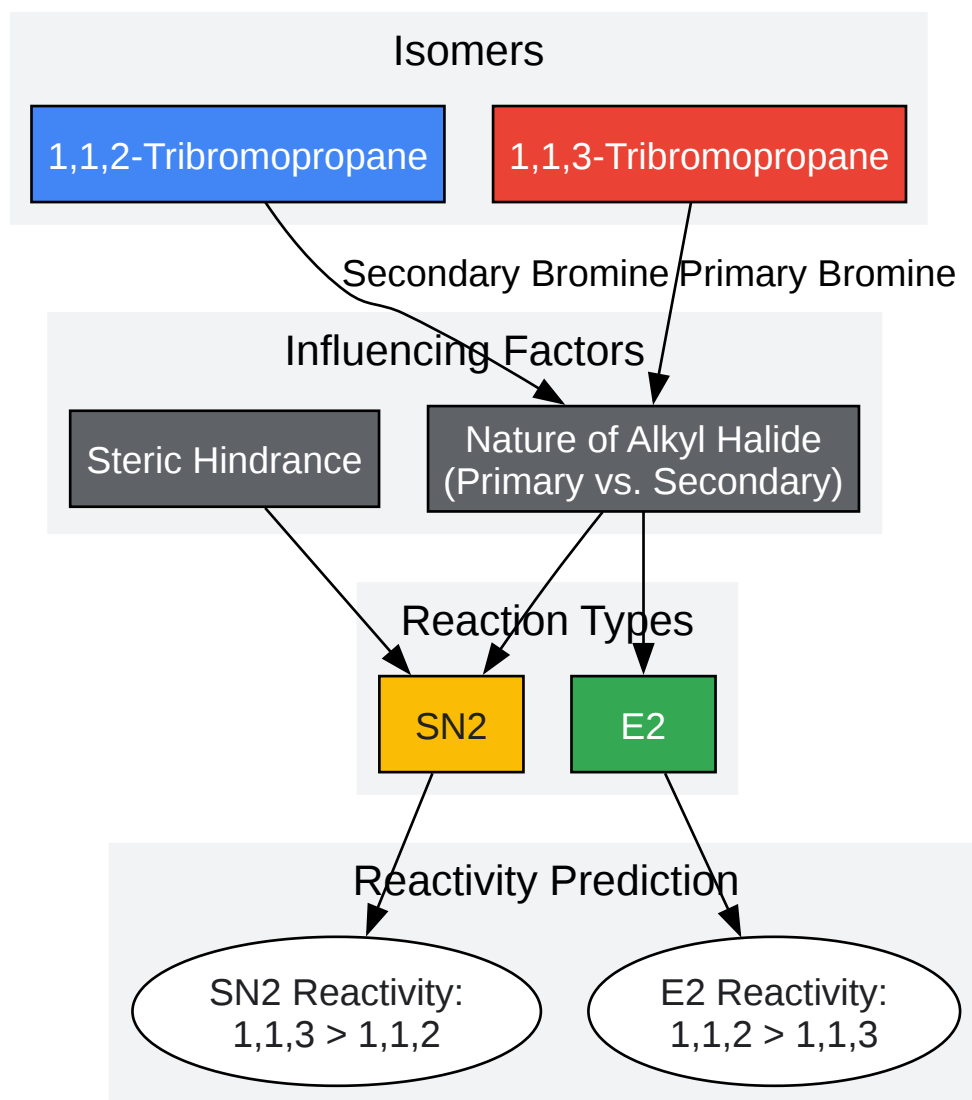 Isomers
1,1,2-Tribromopropane
1,1,3-Tribromopropane
Secondary Bromine
Primary Bromine
Influencing Factors
Steric Hindrance
Nature of Alkyl Halide
(Primary vs. Secondary)
Reaction Types
SN2
E2
Reactivity Prediction
SN2 Reactivity:
1,1,3 > 1,1,2
E2 Reactivity:
1,1,2 > 1,1,3